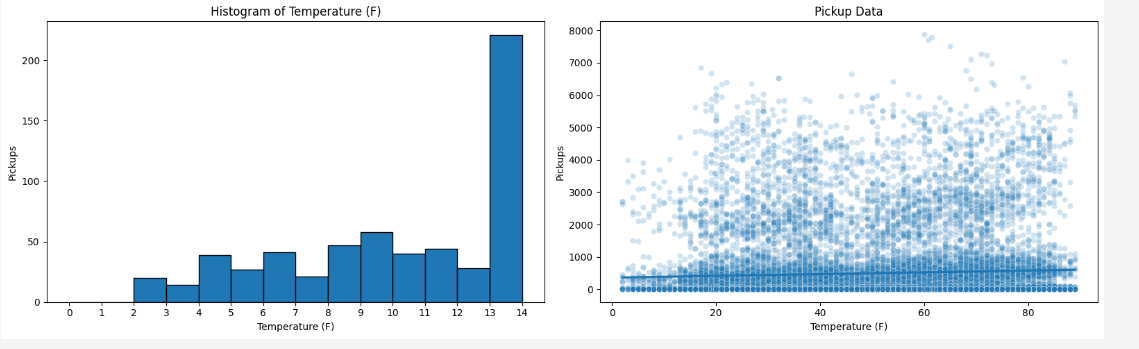 Histogram of Temperature (F)
Pickups
200
150
100
50
0
0 1 2 3 4 5 6 7 8 9 10 11 12 13 14
Temperature (F)
Pickup Data
Pickups
8000
7000
6000
5000
4000
3000
2000
1000
0
0 20 40 60 80
Temperature (F)